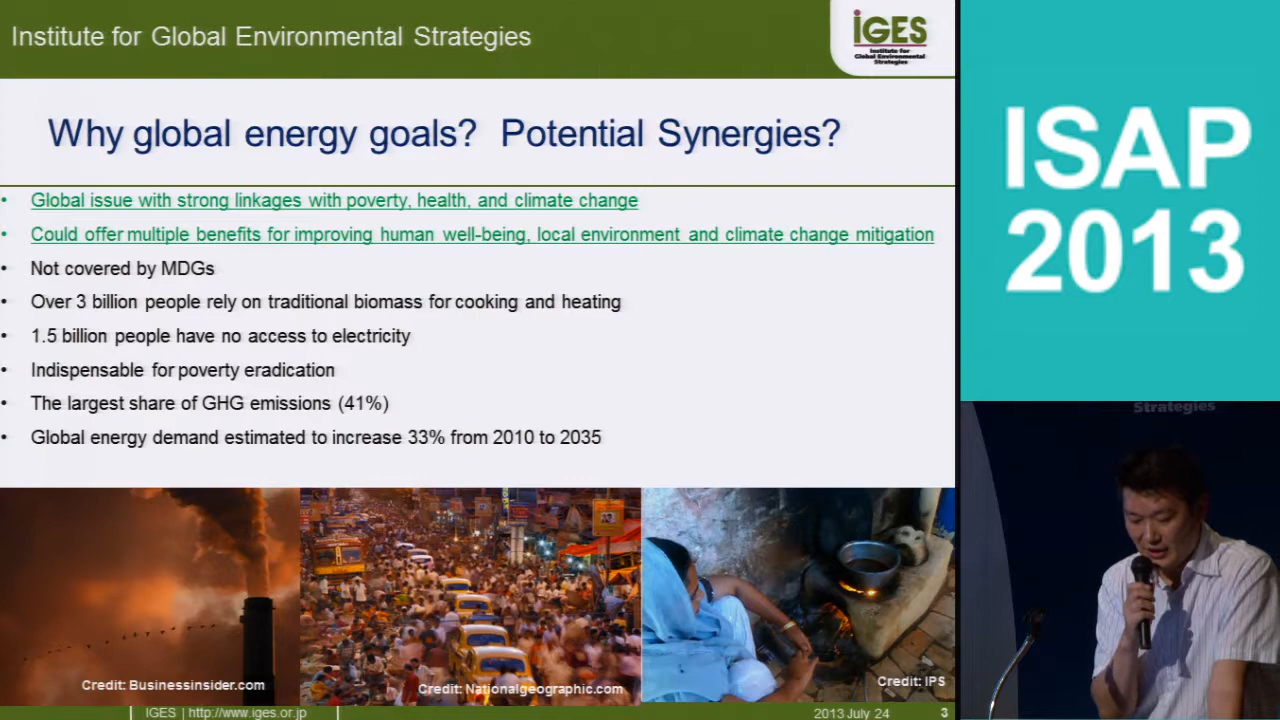 Institute for Global Environmental Strategies
IGES
Institute for
Global Environmental
Strategies
Why global energy goals? Potential Synergies?
• Global issue with strong linkages with poverty, health, and climate change
• Could offer multiple benefits for improving human well-being, local environment and climate change mitigation
• Not covered by MDGs
• Over 3 billion people rely on traditional biomass for cooking and heating
• 1.5 billion people have no access to electricity
• Indispensable for poverty eradication
• The largest share of GHG emissions (41%)
• Global energy demand estimated to increase 33% from 2010 to 2035
Credit: Businessinsider.com
Credit: Nationalgeographic.com
Credit: IPS
IGES | http://www.iges.or.jp
2013 July 24
3
ISAP
2013
Strategies